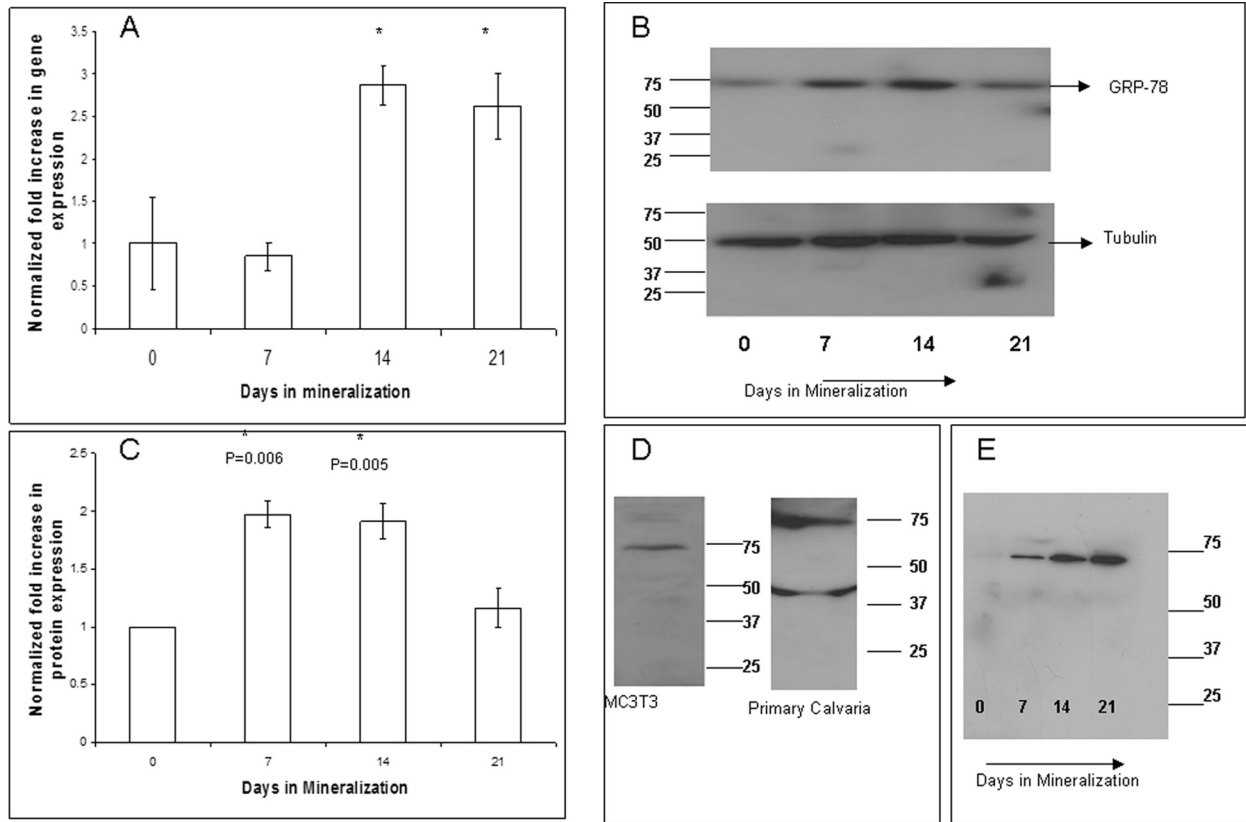 A
* *
Normalized fold increase in gene
expression
3.5
3
2.5
2
1.5
1
0.5
0
0 7 14 21
Days in mineralization
B
75
50
37
25
GRP-78
75
50
37
25
Tubulin
0 7 14 21
Days in Mineralization
C
* *
P=0.006 P=0.005
Normalized fold increase in
protein expression
2.5
2
1.5
1
0.5
0
0 7 14 21
Days in Mineralization
D
75
50
37
25
MC3T3
75
50
37
25
Primary Calvaria
E
75
50
37
25
0 7 14 21
Days in Mineralization